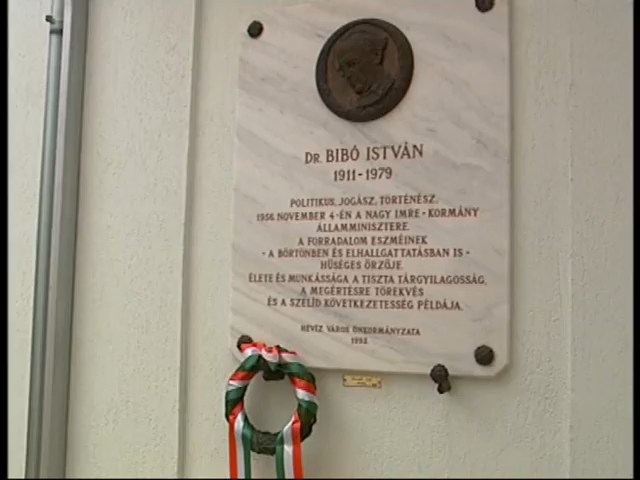 DR. BIBÓ ISTVÁN
1911-1979
POLITIKUS, JOGÁSZ, TÖRTÉNÉSZ.
1956 NOVEMBER 4-ÉN A NAGY IMRE-KORMÁNY
ÁLLAMMINISZTERE.
A FORRADALOM ESZMÉINEK
-A BÖRTÖNBEN ÉS ELHALLGATTATÁSBAN IS-
HŰSÉGES ŐRZŐJE.
ÉLETE ÉS MUNKÁSSÁGA A TISZTA TÁRGYILAGOSSÁG,
A MEGÉRTÉSRE TÖREKVÉS
ÉS A SZELÍD KÖVETKEZETESSÉG PÉLDÁJA.
HÉVÍZ VÁROS ÖNKORMÁNYZATA